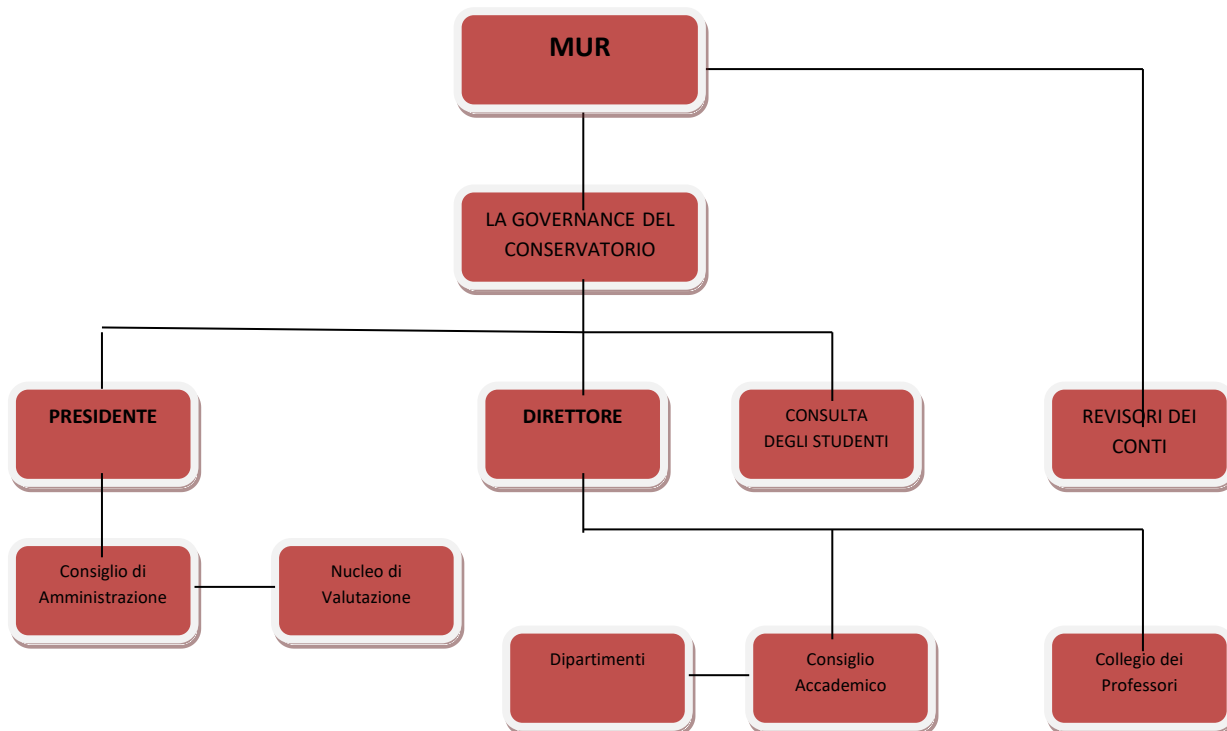 MUR
LA GOVERNANCE DEL
CONSERVATORIO
PRESIDENTE
DIRETTORE
CONSULTA
DEGLI STUDENTI
REVISORI DEI
CONTI
Consiglio di
Amministrazione
Nucleo di
Valutazione
Dipartimenti
Consiglio
Accademico
Collegio dei
Professori